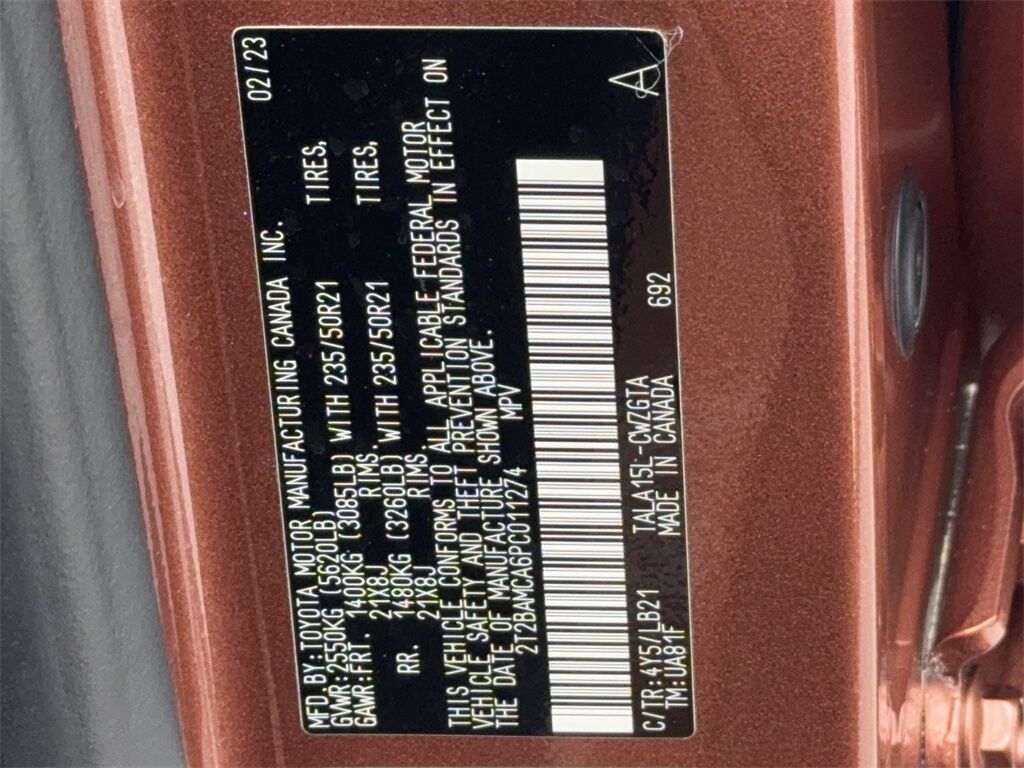 MFD.BY:TOYOTA MOTOR MANUFACTURING CANADA INC. 02/23
GVWR:2550KG (5620LB)
GAWR:FRT. 1400KG (3085LB) WITH 235/50R21 TIRES,
21X8J RIMS.
RR. 1480KG (3260LB) WITH 235/50R21 TIRES,
21X8J RIMS.
THIS VEHICLE CONFORMS TO ALL APPLICABLE FEDERAL MOTOR
VEHICLE SAFETY AND THEFT PREVENTION STANDARDS IN EFFECT ON
THE DATE OF MANUFACTURE SHOWN ABOVE.
2T2BAMCA6PC011274 MPV
C/TR:4Y5/LB21 TALA15L-CWZGTA 692
TM:UA81F MADE IN CANADA
A